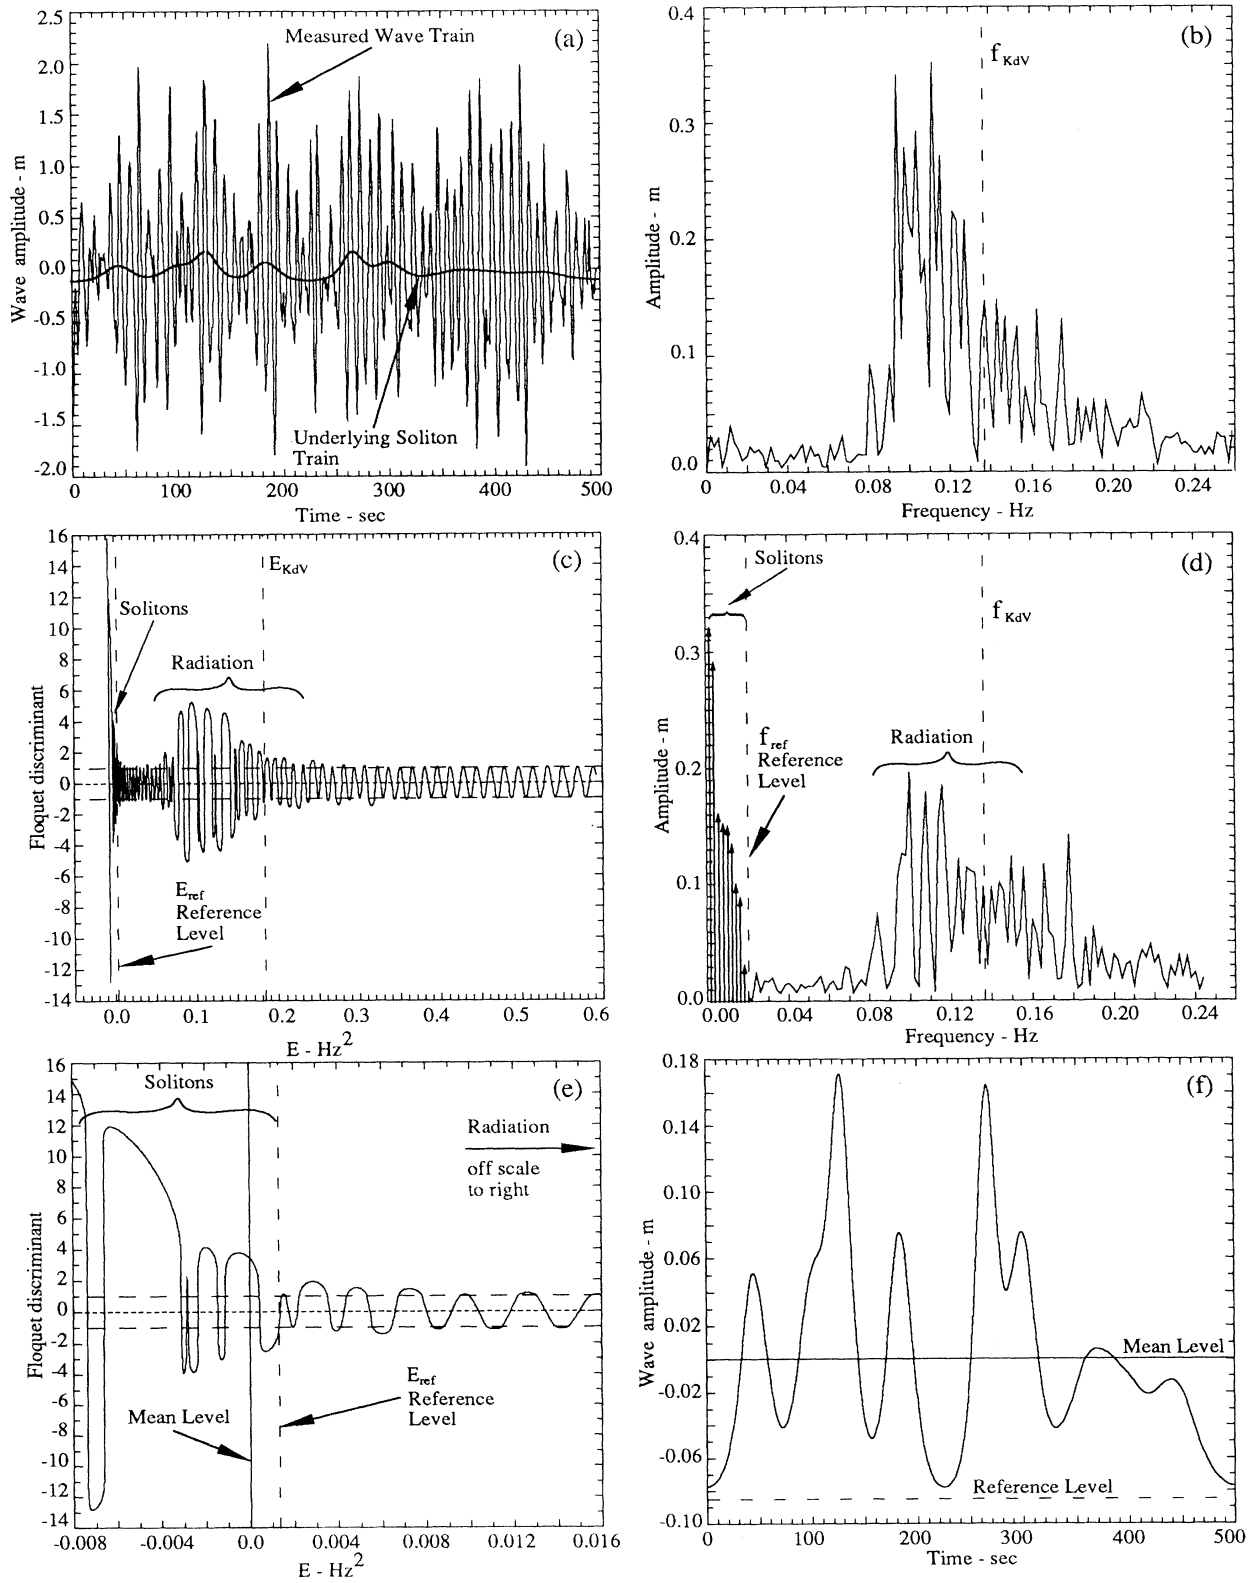 (a)
Measured Wave Train
Underlying Soliton
Train
Wave amplitude - m
2.5
2.0
1.5
1.0
0.5
0.0
-0.5
-1.0
-1.5
-2.0
0
100
200
300
400
500
Time - sec
(b)
f KdV
Amplitude - m
0.4
0.3
0.2
0.1
0.0
0
0.04
0.08
0.12
0.16
0.20
0.24
Frequency - Hz
(c)
E KdV
Solitons
Radiation
E ref
Reference
Level
Floquet discriminant
16
14
12
10
8
6
4
2
0
-2
-4
-6
-8
-10
-12
-14
0.0
0.1
0.2
0.3
0.4
0.5
0.6
E - Hz²
(d)
Solitons
f KdV
f ref
Reference
Level
Radiation
Amplitude - m
0.4
0.3
0.2
0.1
0.0
0.00
0.04
0.08
0.12
0.16
0.20
0.24
Frequency - Hz
(e)
Solitons
Radiation
off scale
to right
E ref
Reference
Level
Mean Level
Floquet discriminant
16
14
12
10
8
6
4
2
0
-2
-4
-6
-8
-10
-12
-14
-0.008
-0.004
0.0
0.004
0.008
0.012
0.016
E - Hz²
(f)
Mean Level
Reference Level
Wave amplitude - m
0.18
0.14
0.10
0.06
0.02
-0.02
-0.06
-0.10
0
100
200
300
400
500
Time - sec